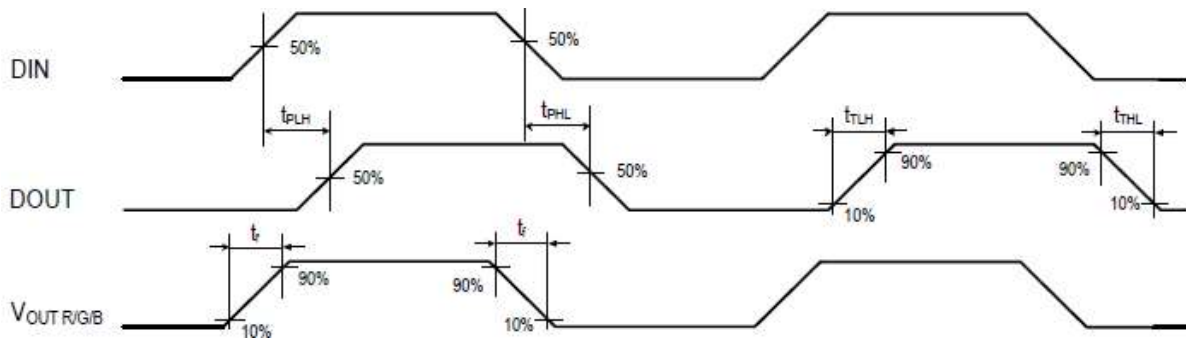 DIN
50%
50%
tPLH
tPHL
tTLH
tTHL
DOUT
50%
50%
90%
10%
90%
10%
tr
tf
VOUT R/G/B
10%
90%
90%
10%